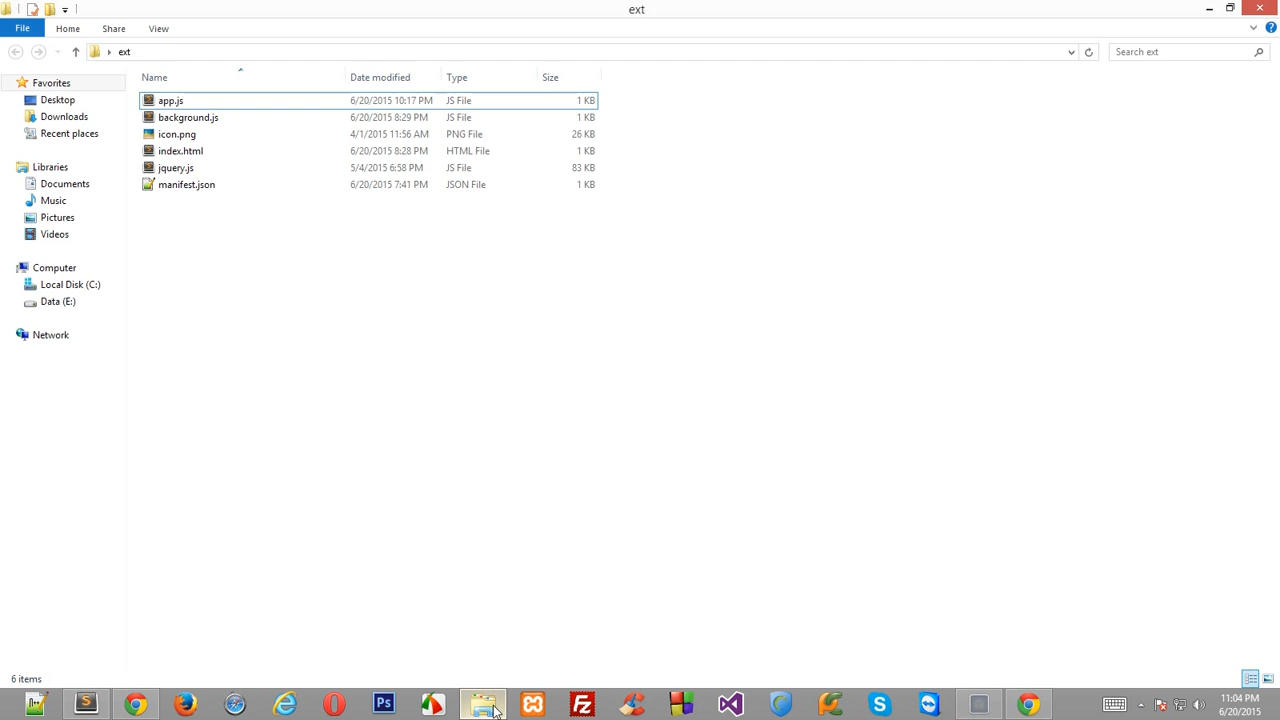 ext
File Home Share View
ext Search ext
Name Date modified Type Size
Favorites
Desktop
Downloads
Recent places
Libraries
Documents
Music
Pictures
Videos
Computer
Local Disk (C:)
Data (E:)
Network
app.js 6/20/2015 10:17 PM JS File 1 KB
background.js 6/20/2015 8:29 PM JS File 1 KB
icon.png 4/1/2015 11:56 AM PNG File 26 KB
index.html 6/20/2015 8:28 PM HTML File 1 KB
jquery.js 5/4/2015 6:58 PM JS File 83 KB
manifest.json 6/20/2015 7:41 PM JSON File 1 KB
6 items
Ps
Fz
11:04 PM
6/20/2015